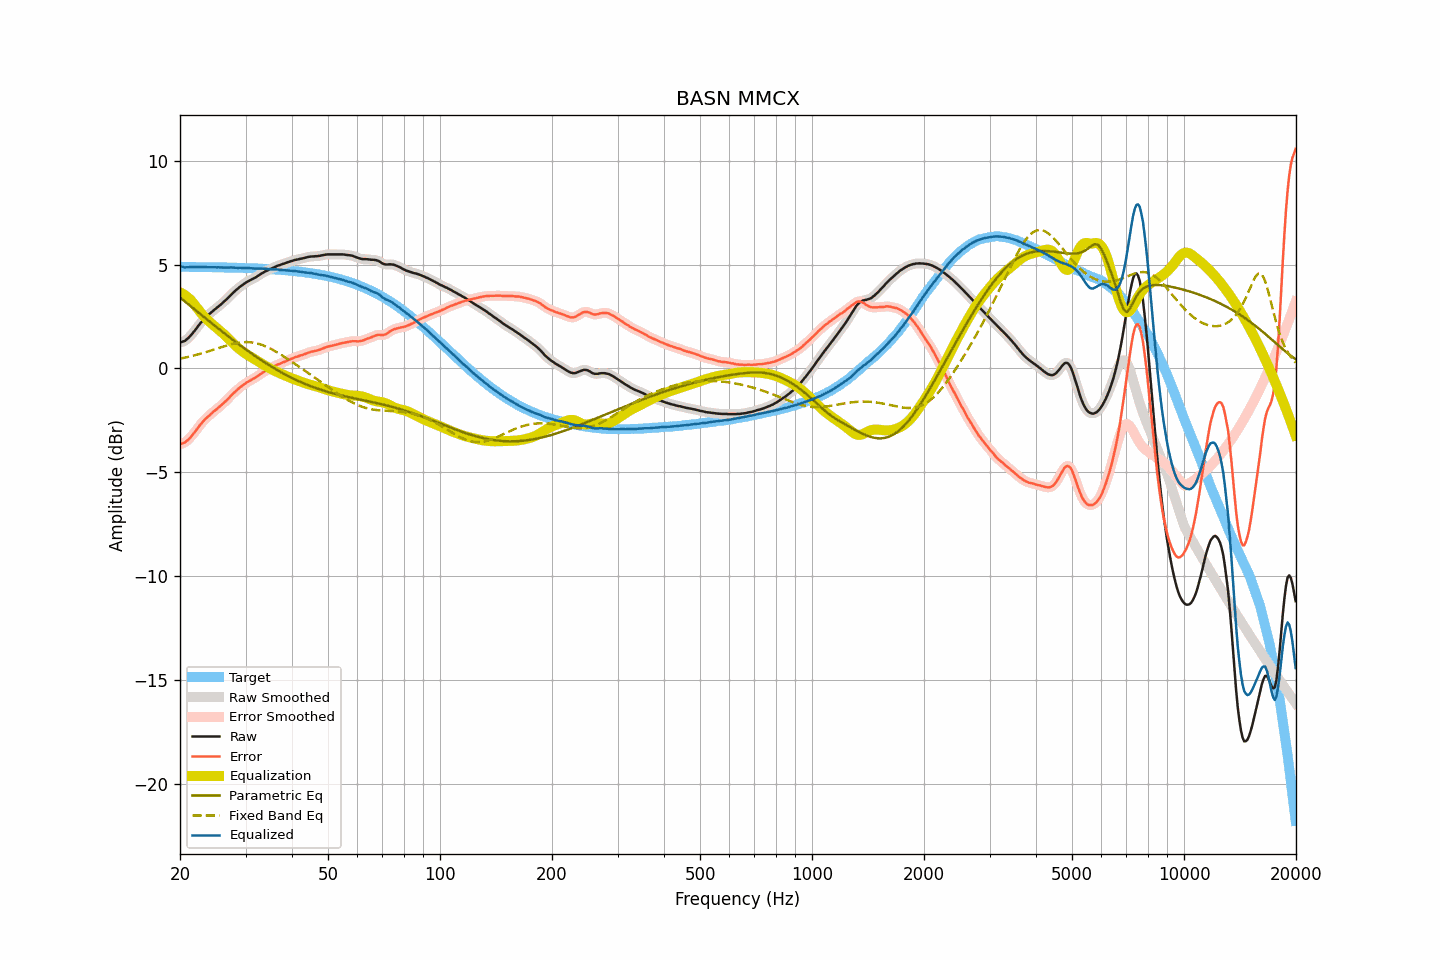 BASN MMCX
Amplitude (dBr)
10
5
0
−5
−10
−15
−20
Target
Raw Smoothed
Error Smoothed
Raw
Error
Equalization
Parametric Eq
Fixed Band Eq
Equalized
20 50 100 200 500 1000 2000 5000 10000 20000
Frequency (Hz)